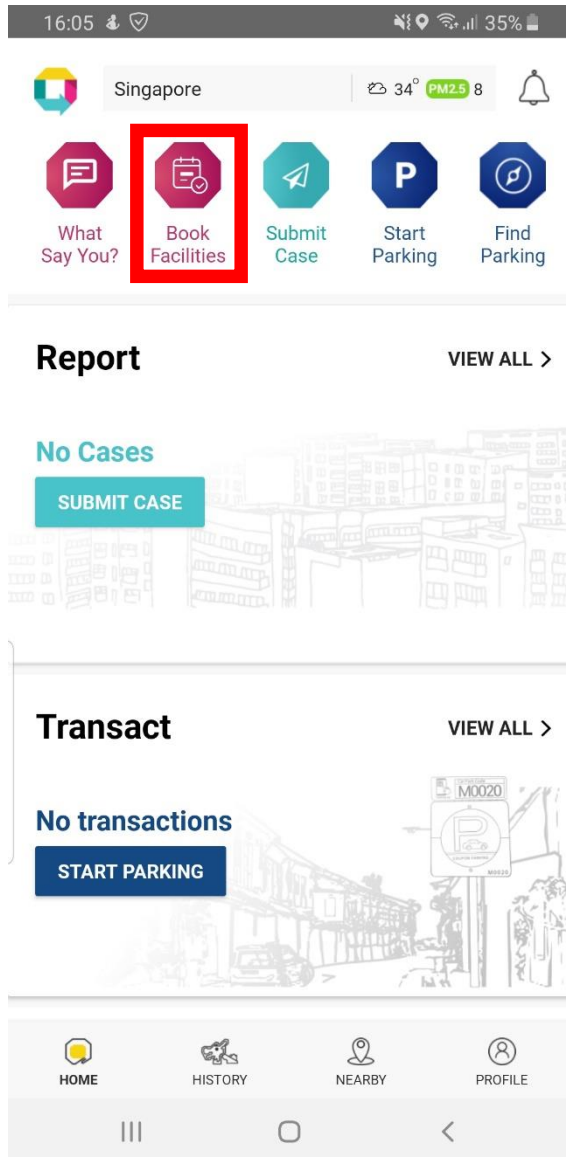 16:05
35%
Singapore
34° PM2.5 8
What Say You?
Book Facilities
Submit Case
Start Parking
Find Parking
Report
VIEW ALL >
No Cases
SUBMIT CASE
Transact
VIEW ALL >
M0020
No transactions
P
START PARKING
M0020
HOME
HISTORY
NEARBY
PROFILE